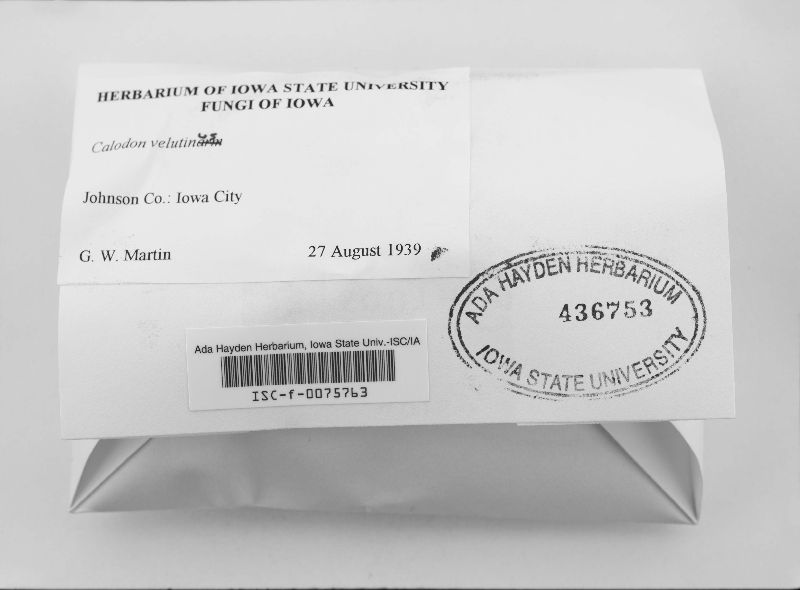 HERBARIUM OF IOWA STATE UNIVERSITY
FUNGI OF IOWA
Calodon velutinus
Johnson Co.: Iowa City
G. W. Martin
27 August 1939
ADA HAYDEN HERBARIUM
436753
IOWA STATE UNIVERSITY
Ada Hayden Herbarium, Iowa State Univ.-ISC/IA
ISC-f-0075763